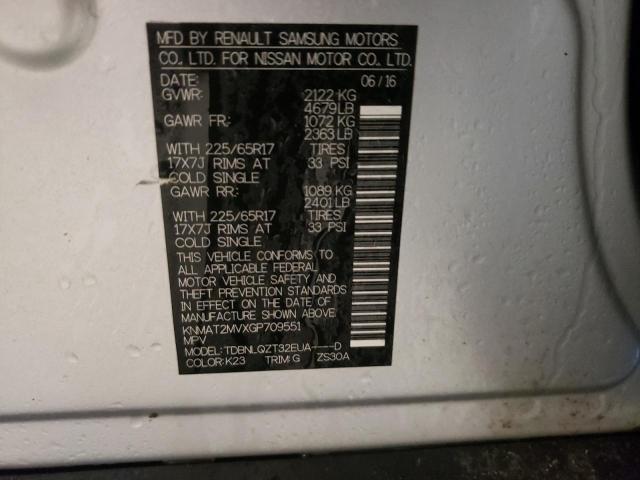 MFD BY RENAULT SAMSUNG MOTORS
CO., LTD. FOR NISSAN MOTOR CO., LTD.
DATE: 06/16
GVWR: 2122 KG
4679 LB
GAWR FR: 1072 KG
2363 LB
WITH 225/65R17 TIRES
17X7J RIMS AT 33 PSI
COLD SINGLE
GAWR RR: 1089 KG
2401 LB
WITH 225/65R17 TIRES
17X7J RIMS AT 33 PSI
COLD SINGLE
THIS VEHICLE CONFORMS TO
ALL APPLICABLE FEDERAL
MOTOR VEHICLE SAFETY AND
THEFT PREVENTION STANDARDS
IN EFFECT ON THE DATE OF
MANUFACTURE SHOWN ABOVE.
KNMAT2MVXGP709551
MPV
MODEL: TDBNLQZT32EUA----D
COLOR: K23 TRIM: G ZS30A